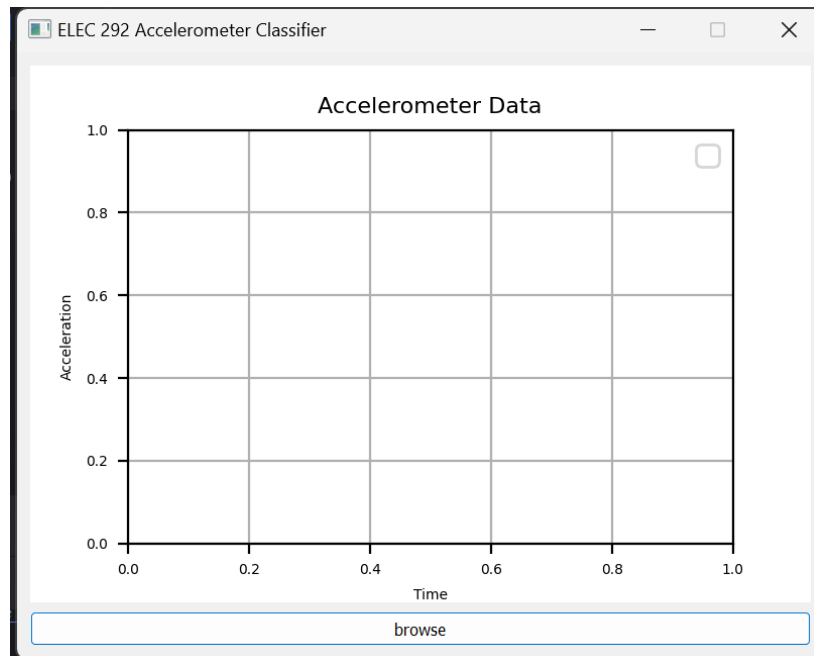 ELEC 292 Accelerometer Classifier
Accelerometer Data
1.0
0.8
0.6
0.4
0.2
0.0
Acceleration
0.0 0.2 0.4 0.6 0.8 1.0
Time
browse